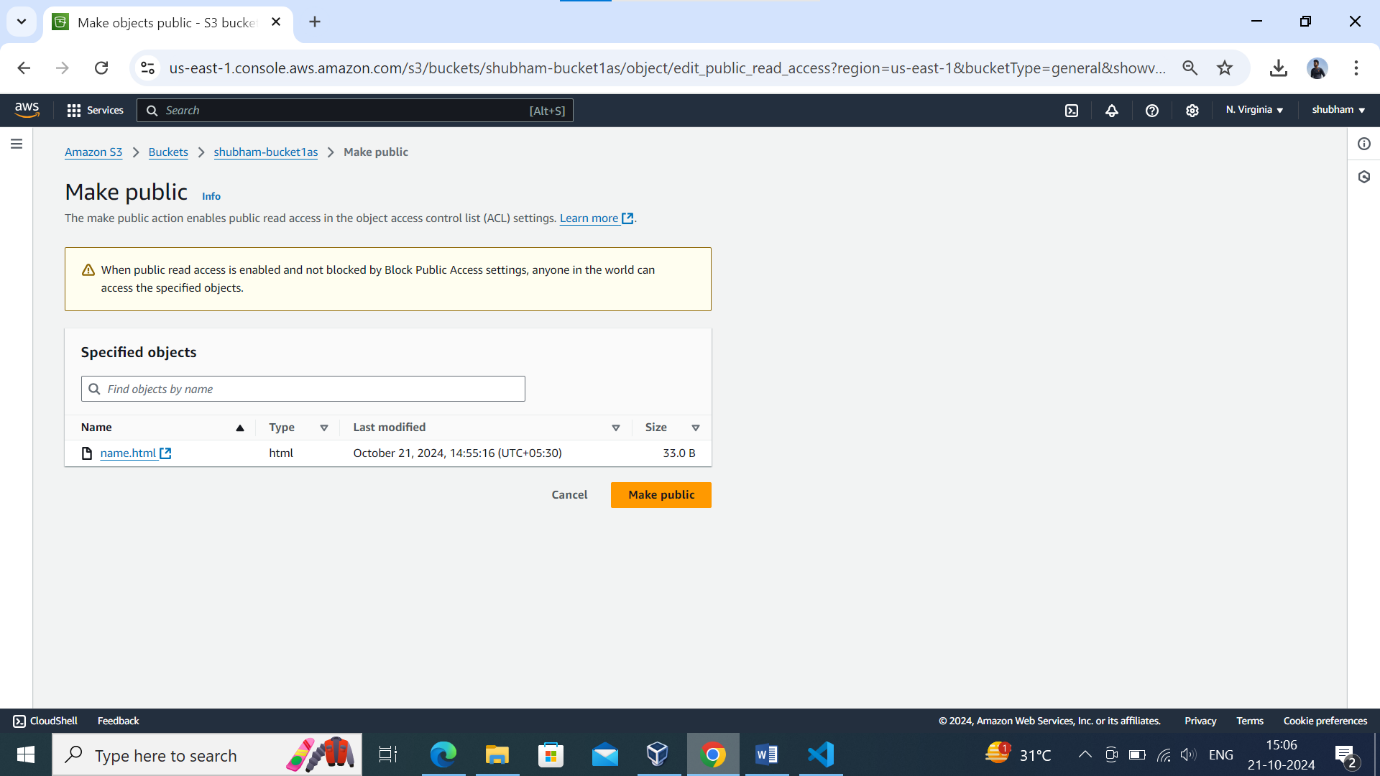 Make objects public - S3 bucke
us-east-1.console.aws.amazon.com/s3/buckets/shubham-bucket1as/object/edit_public_read_access?region=us-east-1&bucketType=general&showv...
aws Services Search [Alt+S] N. Virginia shubham
Amazon S3 > Buckets > shubham-bucket1as > Make public
Make public Info
The make public action enables public read access in the object access control list (ACL) settings. Learn more.
When public read access is enabled and not blocked by Block Public Access settings, anyone in the world can
access the specified objects.
Specified objects
Find objects by name
Name Type Last modified Size
name.html html October 21, 2024, 14:55:16 (UTC+05:30) 33.0 B
Cancel Make public
CloudShell Feedback © 2024, Amazon Web Services, Inc. or its affiliates. Privacy Terms Cookie preferences
Type here to search 1 31°C ENG 15:06
21-10-2024 2